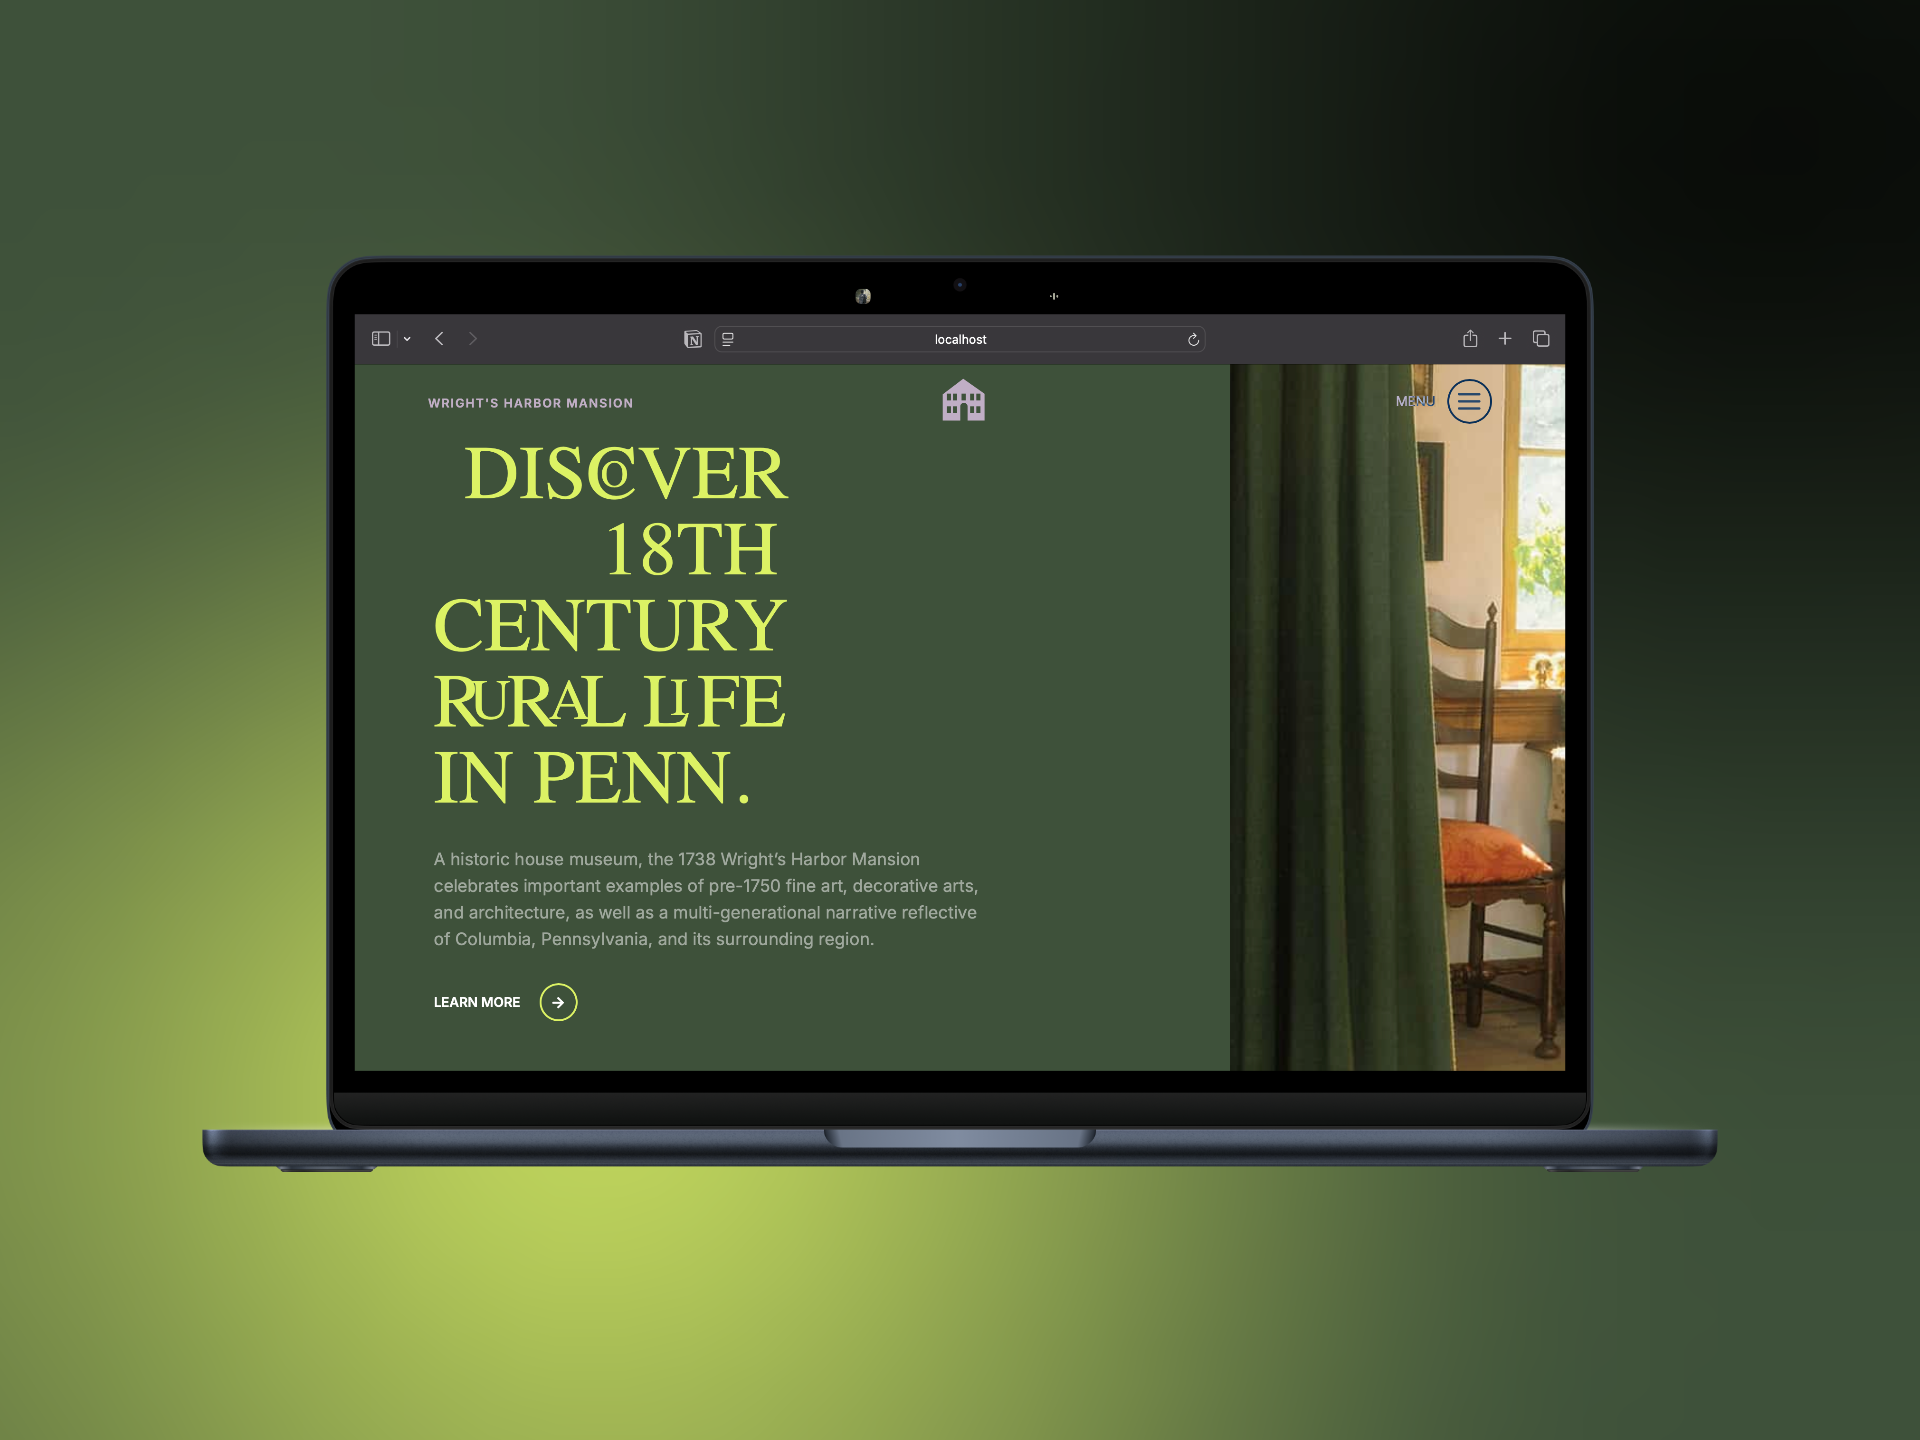 localhost
WRIGHT'S HARBOR MANSION
MENU
DISCOVER
18TH
CENTURY
RURAL LIFE
IN PENN.
A historic house museum, the 1738 Wright's Harbor Mansion
celebrates important examples of pre-1750 fine art, decorative arts,
and architecture, as well as a multi-generational narrative reflective
of Columbia, Pennsylvania, and its surrounding region.
LEARN MORE